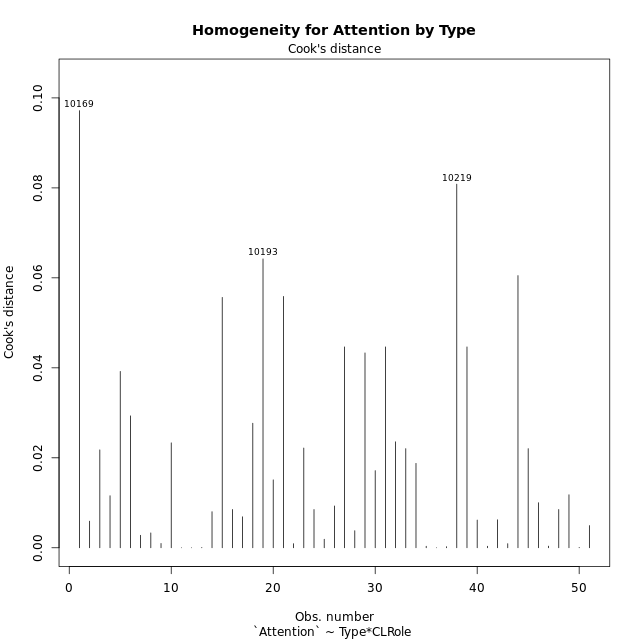 Homogeneity for Attention by Type
Cook's distance
10169
10219
10193
Cook's distance
0.10
0.08
0.06
0.04
0.02
0.00
0 10 20 30 40 50
Obs. number
`Attention` ~ Type*CLRole